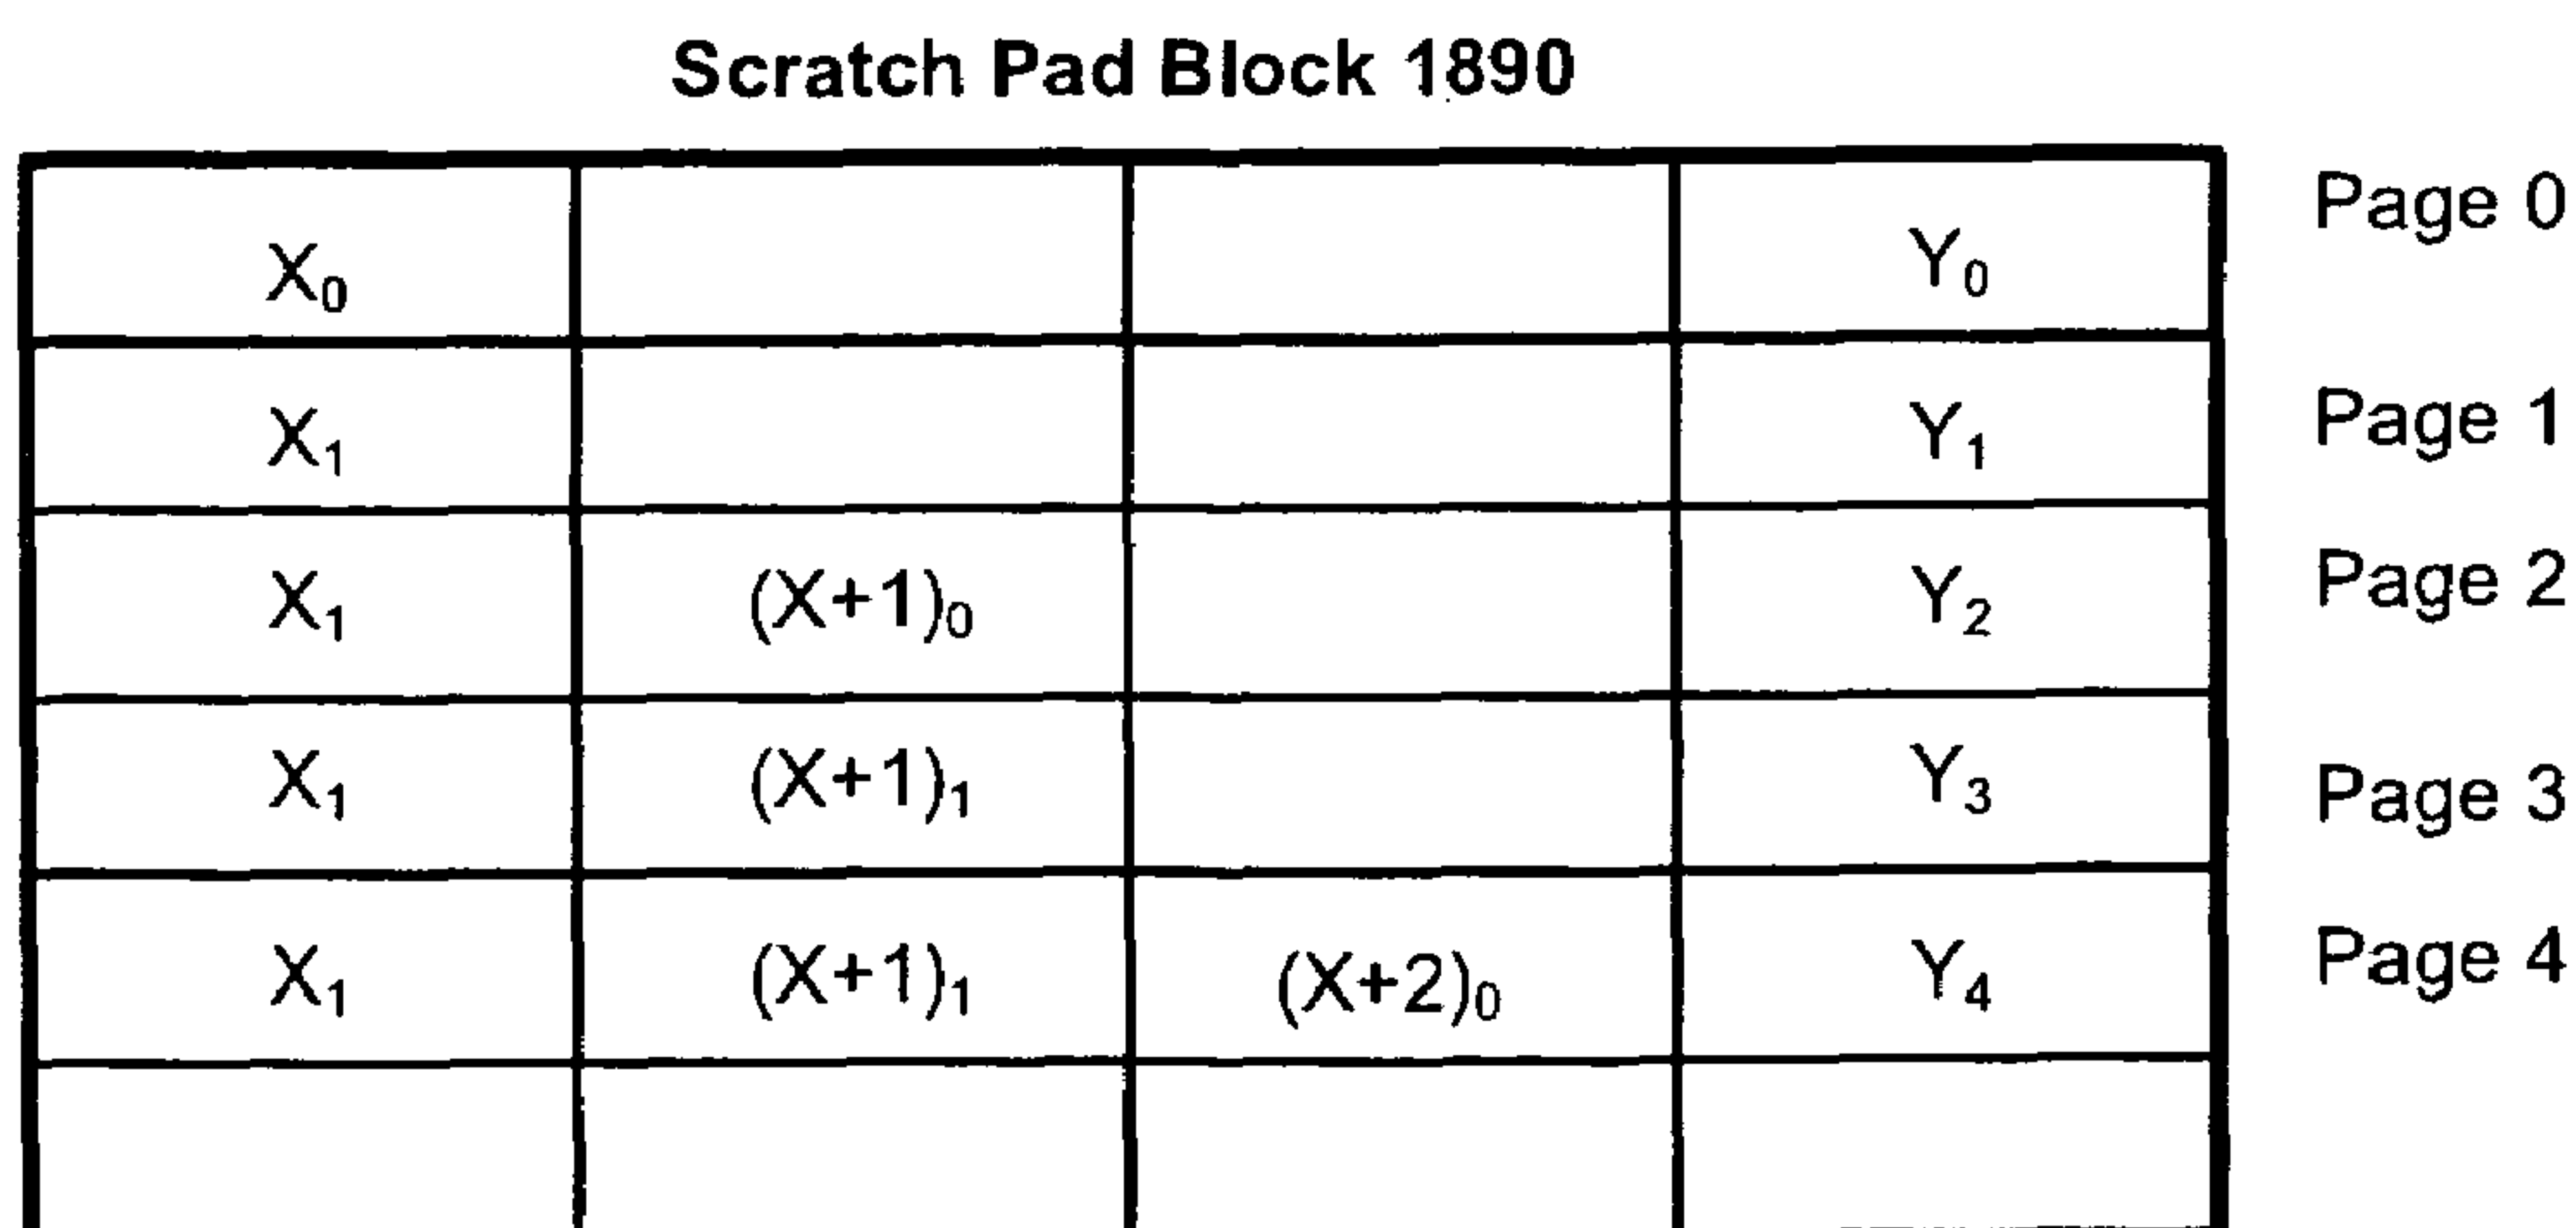 Scratch Pad Block 1890
X₀ Y₀ Page 0
X₁ Y₁ Page 1
X₁ (X+1)₀ Y₂ Page 2
X₁ (X+1)₁ Y₃ Page 3
X₁ (X+1)₁ (X+2)₀ Y₄ Page 4